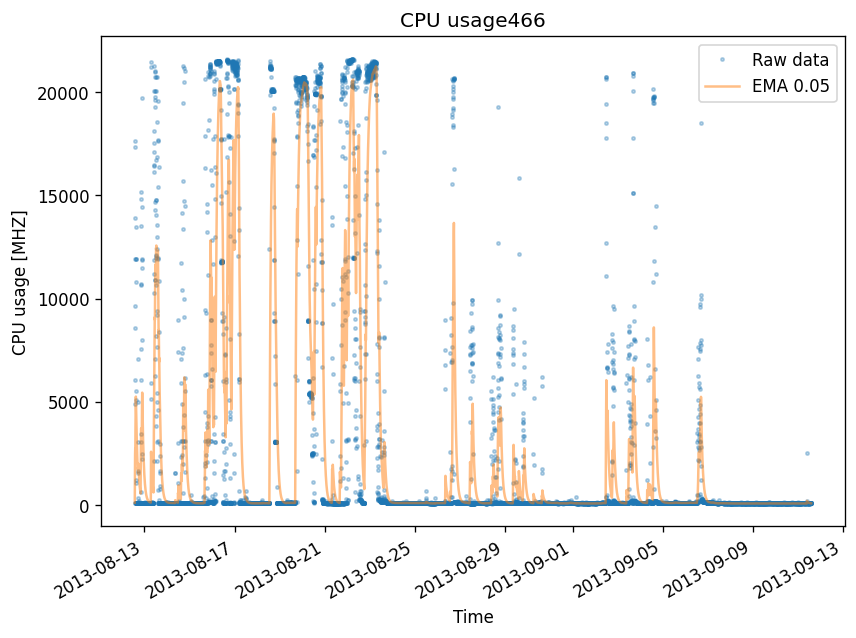 CPU usage466
Raw data
EMA 0.05
CPU usage [MHZ]
20000
15000
10000
5000
0
2013-08-13
2013-08-17
2013-08-21
2013-08-25
2013-08-29
2013-09-01
2013-09-05
2013-09-09
2013-09-13
Time